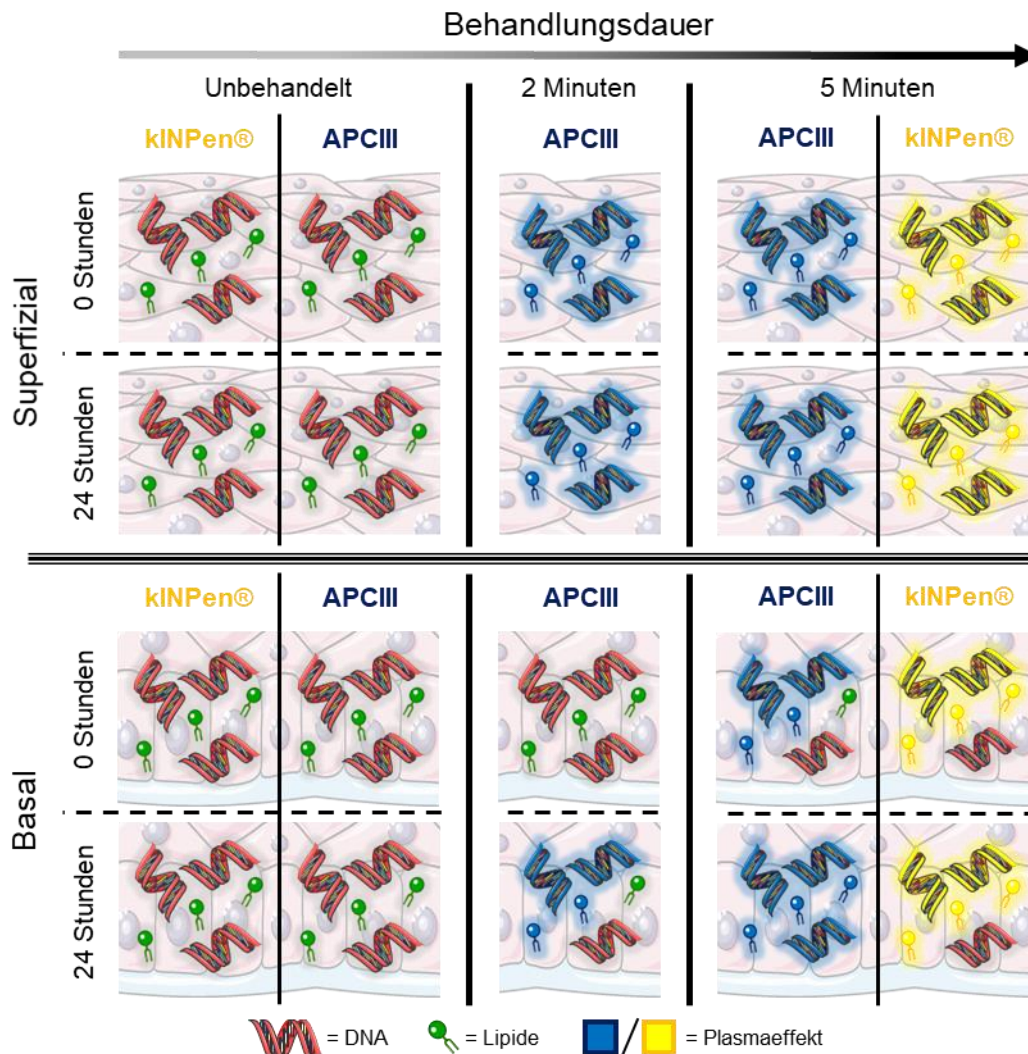 Behandlungsdauer
Unbehandelt 2 Minuten 5 Minuten
kINPen® APCIII APCIII APCIII kINPen®
Superfizial
0 Stunden
24 Stunden
kINPen® APCIII APCIII APCIII kINPen®
Basal
0 Stunden
24 Stunden
= DNA = Lipide / = Plasmaeffekt